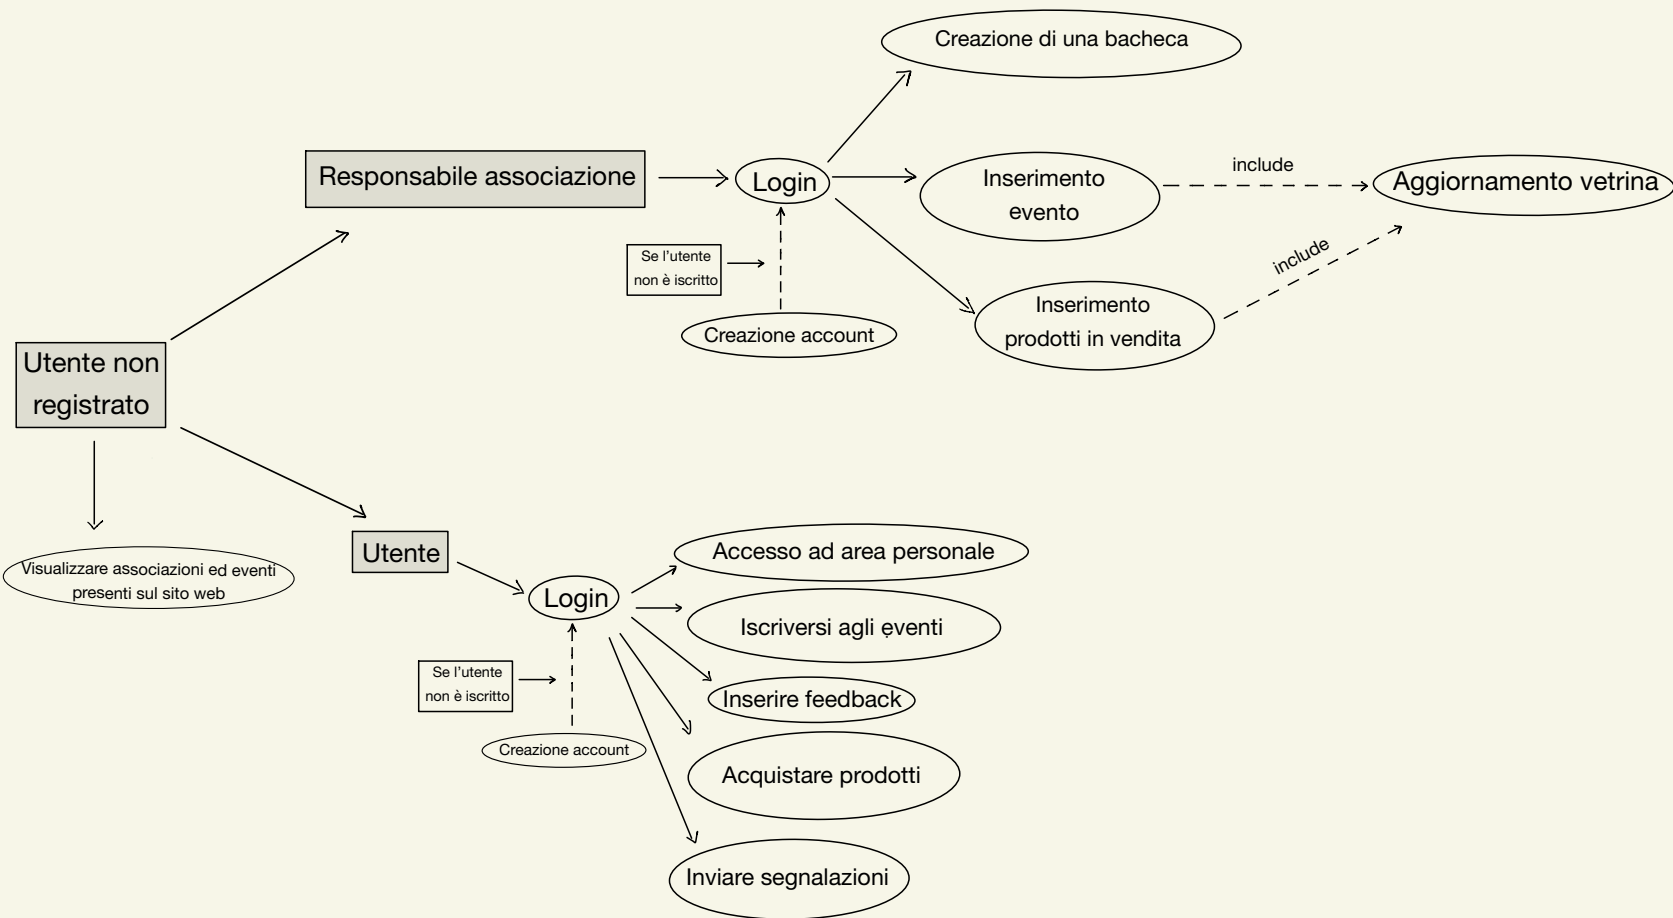 Creazione di una bacheca
Responsabile associazione
Login
Inserimento
evento
include
Aggiornamento vetrina
Se l'utente
non è iscritto
include
Creazione account
Inserimento
prodotti in vendita
Utente non
registrato
Visualizzare associazioni ed eventi
presenti sul sito web
Utente
Login
Accesso ad area personale
Iscriversi agli eventi
Se l'utente
non è iscritto
Inserire feedback
Creazione account
Acquistare prodotti
Inviare segnalazioni